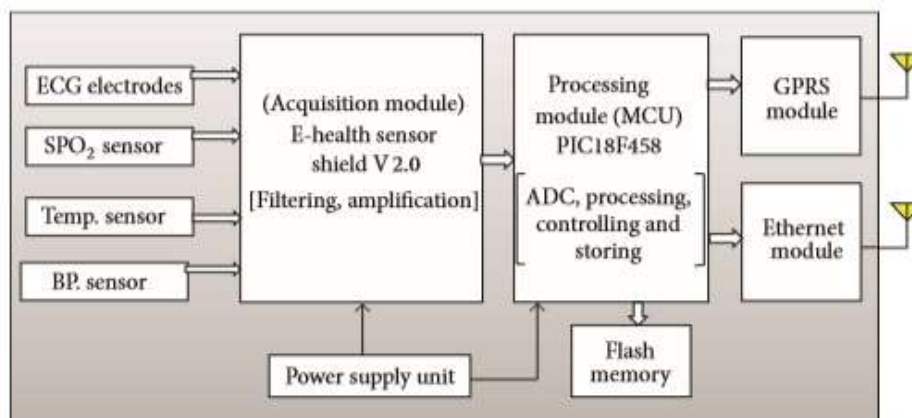 ECG electrodes
SPO₂ sensor
Temp. sensor
BP. sensor
(Acquisition module)
E-health sensor
shield V 2.0
[Filtering, amplification]
Processing
module (MCU)
PIC18F458
[ADC, processing,
controlling and
storing]
GPRS
module
Ethernet
module
Power supply unit
Flash
memory